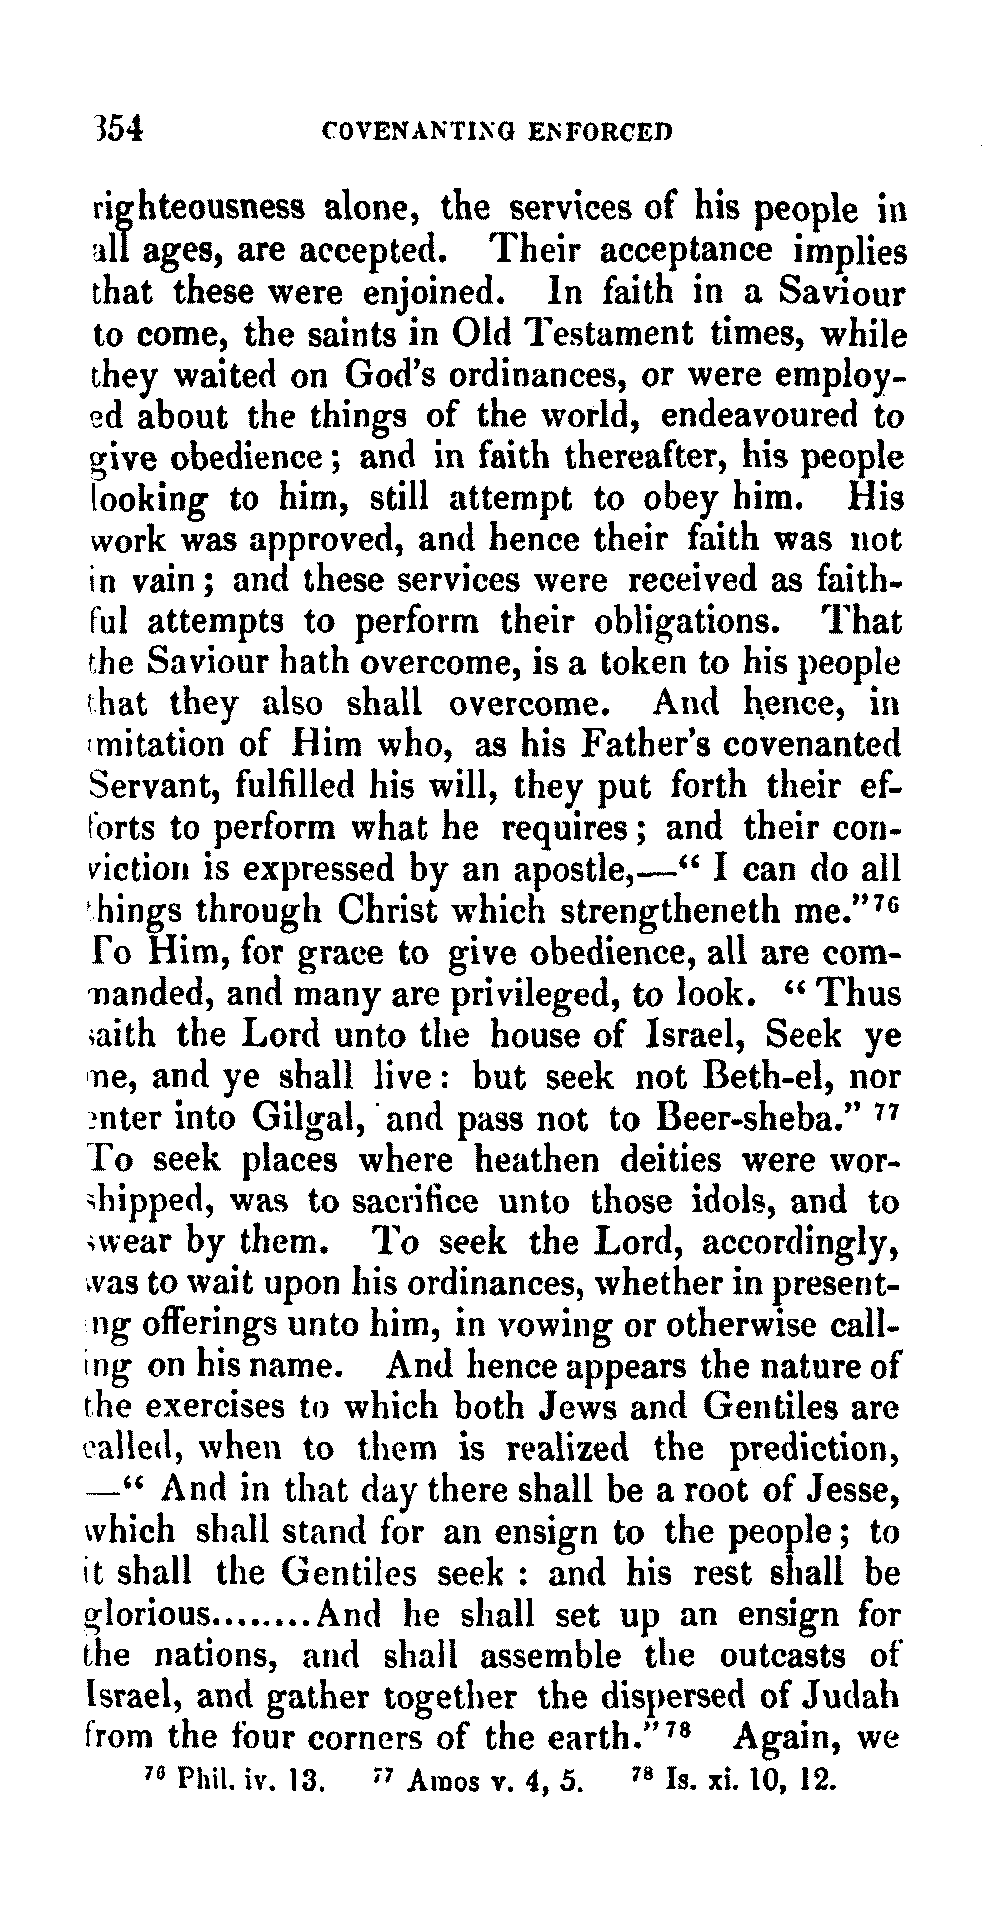 354 COVENANTING ENFORCED
righteousness alone, the services of his people in
all ages, are accepted. Their acceptance implies
that these were enjoined. In faith in a Saviour
to come, the saints in Old Testament times, while
they waited on God's ordinances, or were employ-
ed about the things of the world, endeavoured to
give obedience; and in faith thereafter, his people
looking to him, still attempt to obey him. His
work was approved, and hence their faith was not
in vain; and these services were received as faith-
ful attempts to perform their obligations. That
the Saviour hath overcome, is a token to his people
that they also shall overcome. And hence, in
imitation of Him who, as his Father's covenanted
Servant, fulfilled his will, they put forth their ef-
forts to perform what he requires; and their con-
viction is expressed by an apostle,—"I can do all
things through Christ which strengtheneth me."76
To Him, for grace to give obedience, all are com-
manded, and many are privileged, to look. "Thus
saith the Lord unto the house of Israel, Seek ye
me, and ye shall live: but seek not Beth-el, nor
enter into Gilgal, and pass not to Beer-sheba." 77
To seek places where heathen deities were wor-
shipped, was to sacrifice unto those idols, and to
swear by them. To seek the Lord, accordingly,
was to wait upon his ordinances, whether in present-
ing offerings unto him, in vowing or otherwise call-
ing on his name. And hence appears the nature of
the exercises to which both Jews and Gentiles are
called, when to them is realized the prediction,
—"And in that day there shall be a root of Jesse,
which shall stand for an ensign to the people; to
it shall the Gentiles seek: and his rest shall be
glorious........And he shall set up an ensign for
the nations, and shall assemble the outcasts of
Israel, and gather together the dispersed of Judah
from the four corners of the earth."78 Again, we
76 Phil. iv. 13. 77 Amos v. 4, 5. 78 Is. xi. 10, 12.